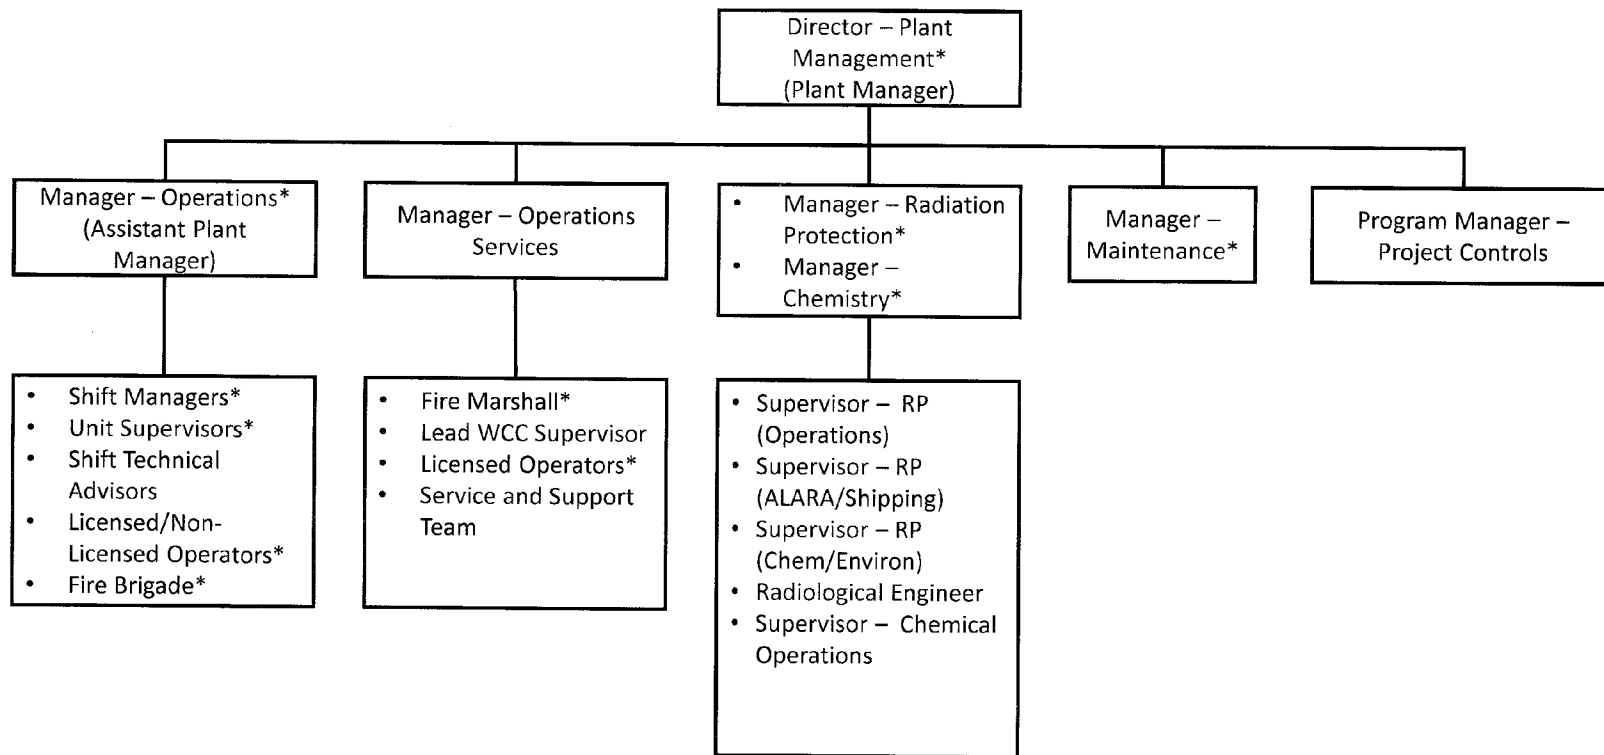 Director – Plant
Management*
(Plant Manager)
Manager – Operations*
(Assistant Plant
Manager)
Manager – Operations
Services
• Manager – Radiation
Protection*
• Manager –
Chemistry*
Manager –
Maintenance*
Program Manager –
Project Controls
• Shift Managers*
• Unit Supervisors*
• Shift Technical
Advisors
• Licensed/Non-
Licensed Operators*
• Fire Brigade*
• Fire Marshall*
• Lead WCC Supervisor
• Licensed Operators*
• Service and Support
Team
• Supervisor – RP
(Operations)
• Supervisor – RP
(ALARA/Shipping)
• Supervisor – RP
(Chem/Environ)
• Radiological Engineer
• Supervisor – Chemical
Operations